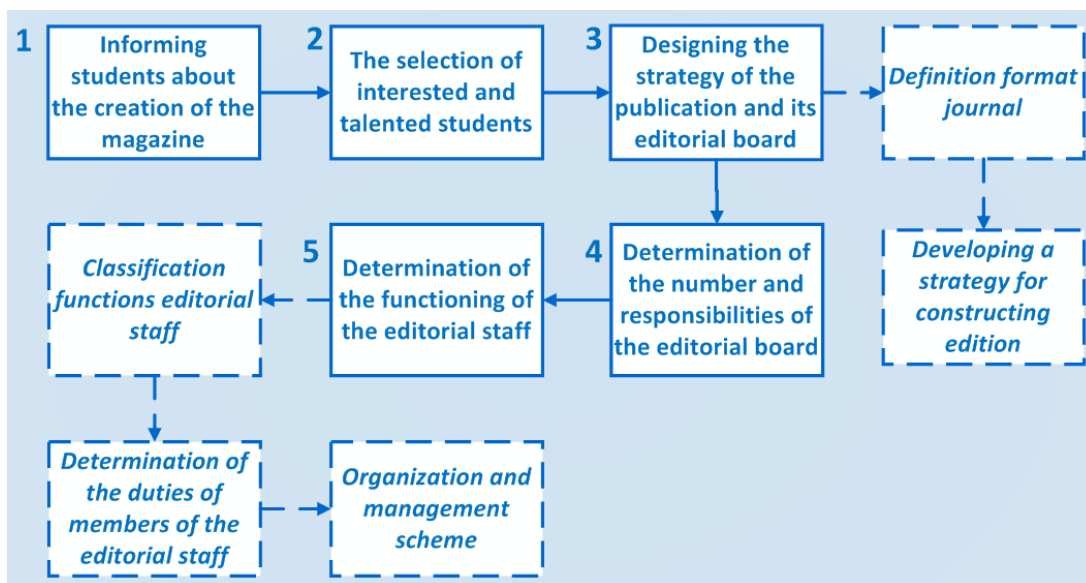 1
Informing
students about
the creation of the
magazine
2
The selection of
interested and
talented students
3
Designing the
strategy of the
publication and its
editorial board
Definition format
journal
Classification
functions editorial
staff
5
Determination of
the functioning of
the editorial staff
4
Determination of
the number and
responsibilities of
the editorial board
Developing a
strategy for
constructing
edition
Determination of
the duties of
members of the
editorial staff
Organization and
management
scheme